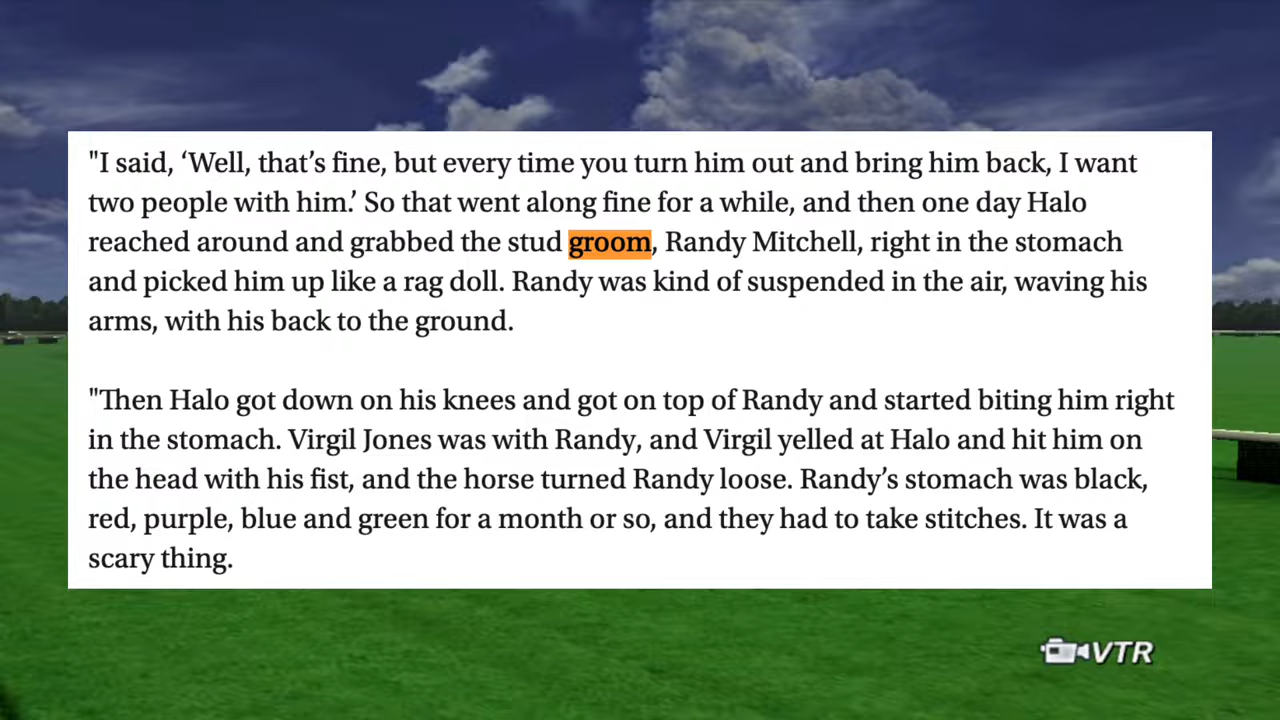 "I said, ‘Well, that’s fine, but every time you turn him out and bring him back, I want
two people with him.’ So that went along fine for a while, and then one day Halo
reached around and grabbed the stud groom, Randy Mitchell, right in the stomach
and picked him up like a rag doll. Randy was kind of suspended in the air, waving his
arms, with his back to the ground.
"Then Halo got down on his knees and got on top of Randy and started biting him right
in the stomach. Virgil Jones was with Randy, and Virgil yelled at Halo and hit him on
the head with his fist, and the horse turned Randy loose. Randy’s stomach was black,
red, purple, blue and green for a month or so, and they had to take stitches. It was a
scary thing.
VTR